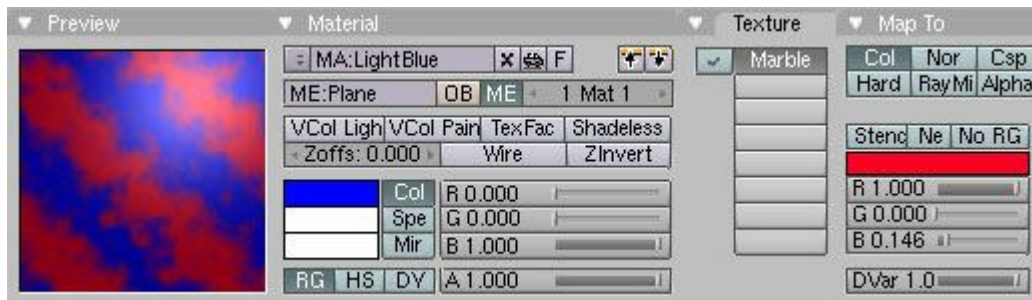 Preview
Material
Texture
Map To
MA:LightBlue
F
ME:Plane
OB
ME
1 Mat 1
VCol Ligh
VCol Pain
TexFac
Shadeless
Zoffs: 0.000
Wire
ZInvert
Col
R 0.000
Spe
G 0.000
Mir
B 1.000
RG
HS
DV
A 1.000
Marble
Col
Nor
Csp
Hard
RayMi
Alpha
Stenc
Ne
No RG
R 1.000
G 0.000
B 0.146
DVar 1.0